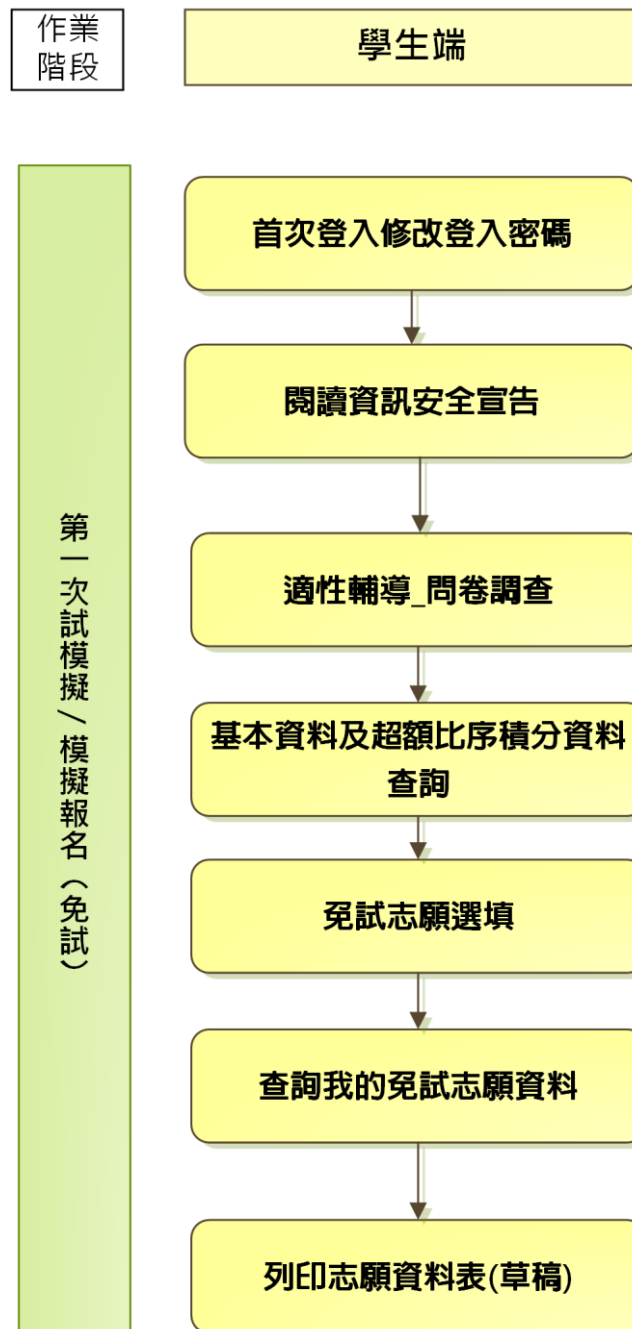 作業
階段
學生端
第一次試模擬／模擬報名（免試）
首次登入修改登入密碼
閱讀資訊安全宣告
適性輔導_問卷調查
基本資料及超額比序積分資料
查詢
免試志願選填
查詢我的免試志願資料
列印志願資料表(草稿)